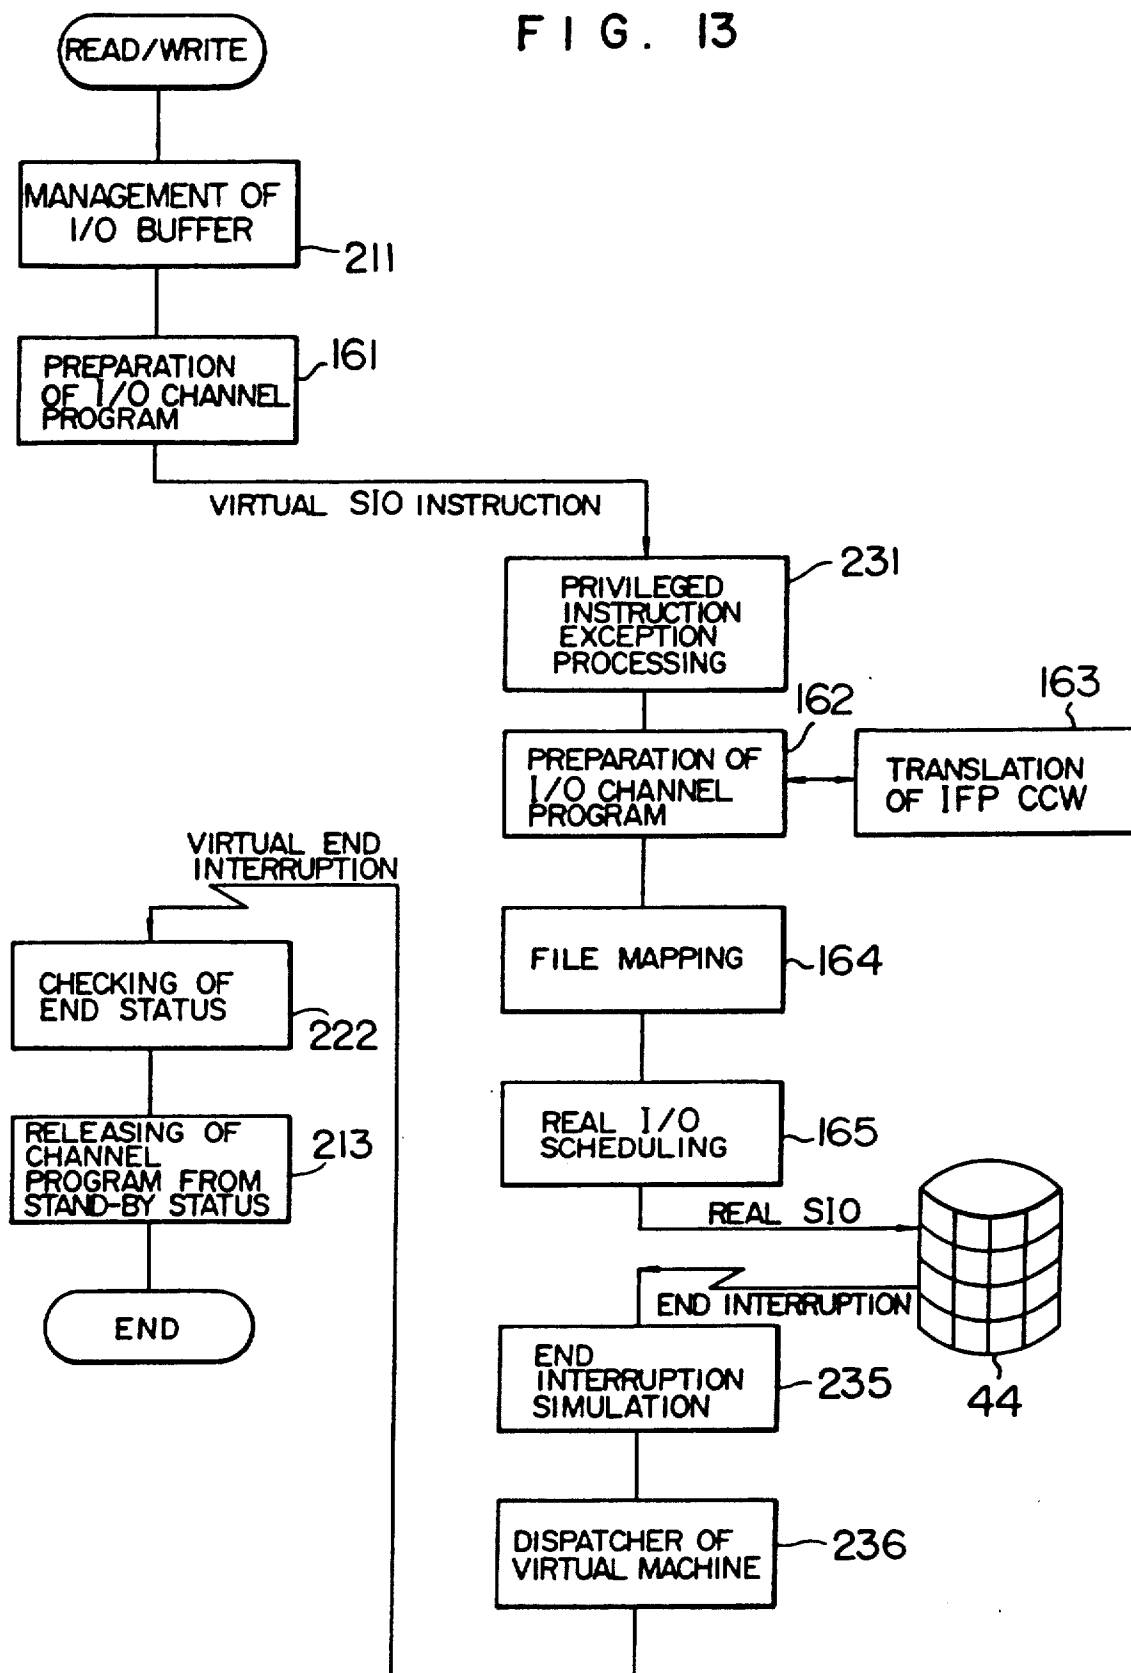 FIG. 13
READ/WRITE
MANAGEMENT OF
I/O BUFFER
211
PREPARATION
OF I/O CHANNEL
PROGRAM
161
VIRTUAL SIO INSTRUCTION
PRIVILEGED
INSTRUCTION
EXCEPTION
PROCESSING
231
PREPARATION OF
I/O CHANNEL
PROGRAM
162
TRANSLATION
OF IFP CCW
163
FILE MAPPING
164
REAL I/O
SCHEDULING
165
REAL SIO
44
END INTERRUPTION
END
INTERRUPTION
SIMULATION
235
DISPATCHER OF
VIRTUAL MACHINE
236
VIRTUAL END
INTERRUPTION
CHECKING OF
END STATUS
222
RELEASING OF
CHANNEL
PROGRAM FROM
STAND-BY STATUS
213
END